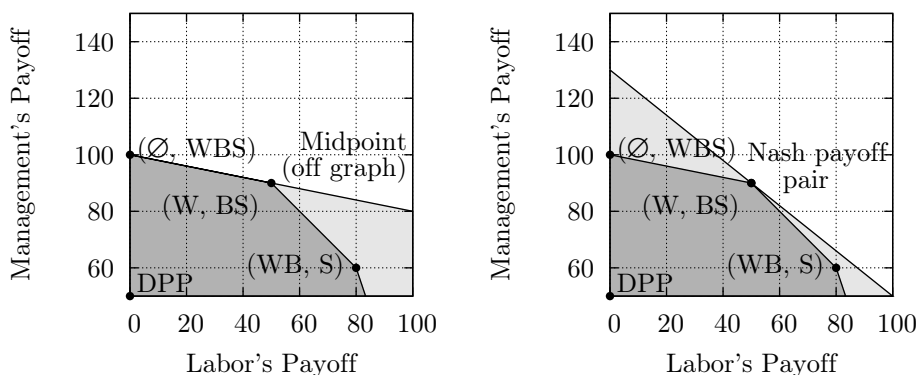 Management's Payoff
140
120
100
80
60
(∅, WBS)
Midpoint
(off graph)
(W, BS)
(WB, S)
DPP
0 20 40 60 80 100
Labor's Payoff
Management's Payoff
140
120
100
80
60
(∅, WBS)
Nash payoff
pair
(W, BS)
(WB, S)
DPP
0 20 40 60 80 100
Labor's Payoff